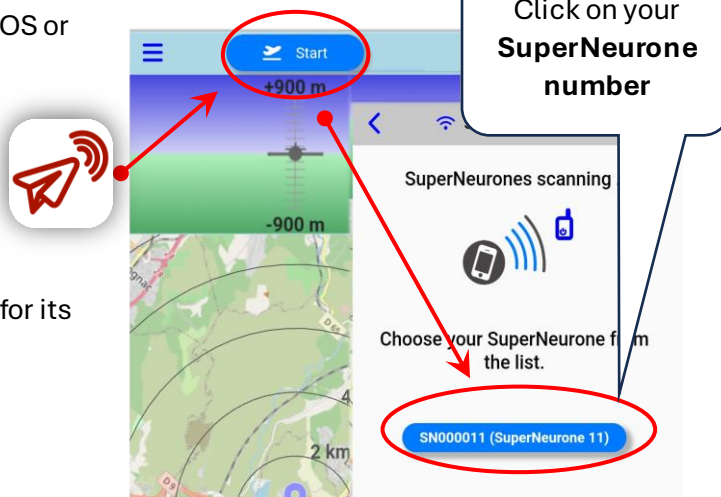 OS or
Click on your
SuperNeurone
number
Start
+900 m
SuperNeurones scanning
-900 m
for its
Choose your SuperNeurone from
the list.
SN000011 (SuperNeurone 11)
2 km